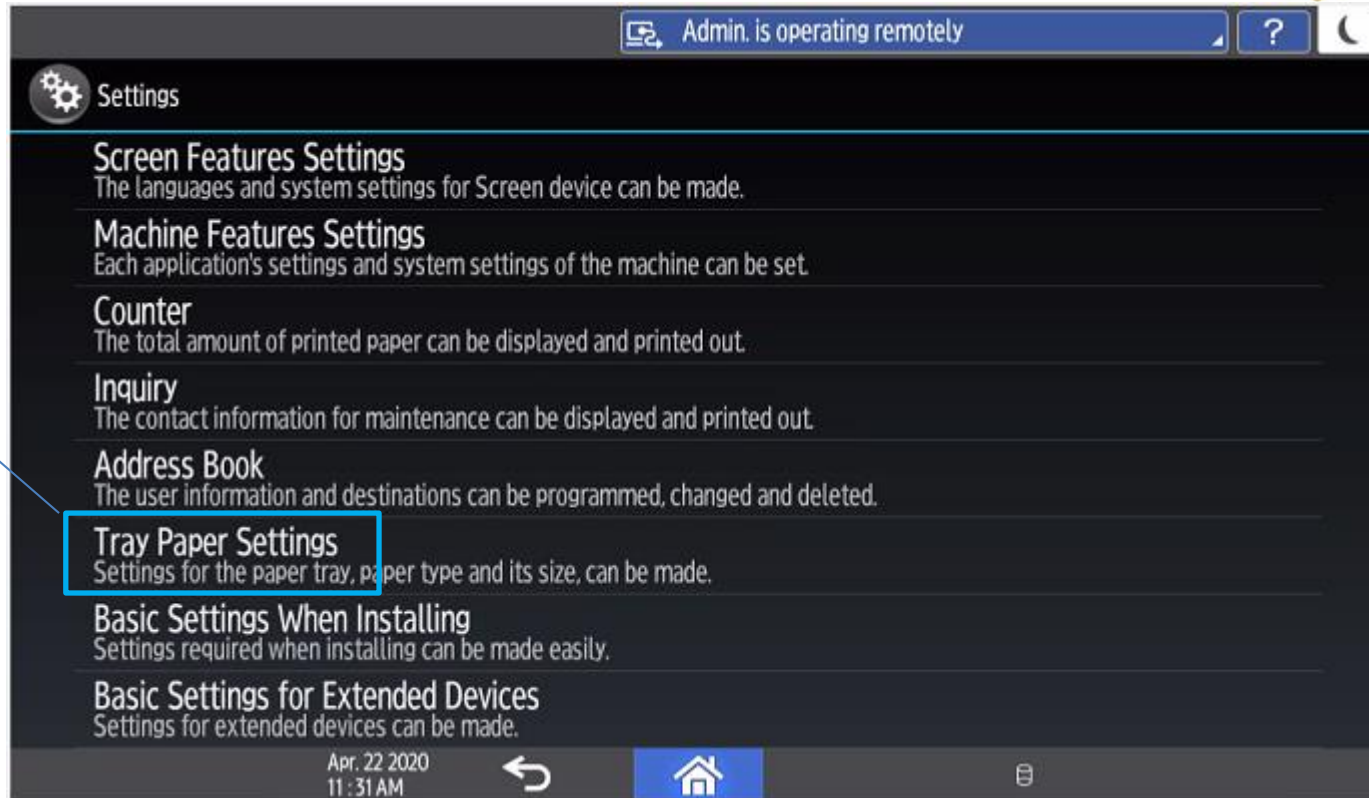 Admin. is operating remotely
?
Settings
Screen Features Settings
The languages and system settings for Screen device can be made.
Machine Features Settings
Each application's settings and system settings of the machine can be set.
Counter
The total amount of printed paper can be displayed and printed out.
Inquiry
The contact information for maintenance can be displayed and printed out.
Address Book
The user information and destinations can be programmed, changed and deleted.
Tray Paper Settings
Settings for the paper tray, paper type and its size, can be made.
Basic Settings When Installing
Settings required when installing can be made easily.
Basic Settings for Extended Devices
Settings for extended devices can be made.
Apr. 22 2020
11 : 31 AM